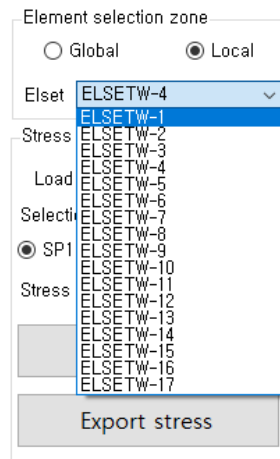 Element selection zone
Global Local
Elset ELSETW-4
ELSETW-1
Stress ELSETW-2
ELSETW-3
ELSETW-4
Load ELSETW-5
ELSETW-6
ELSETW-7
ELSETW-8
SP1 ELSETW-9
ELSETW-10
Stress ELSETW-11
ELSETW-12
ELSETW-13
ELSETW-14
ELSETW-15
ELSETW-16
ELSETW-17
Export stress